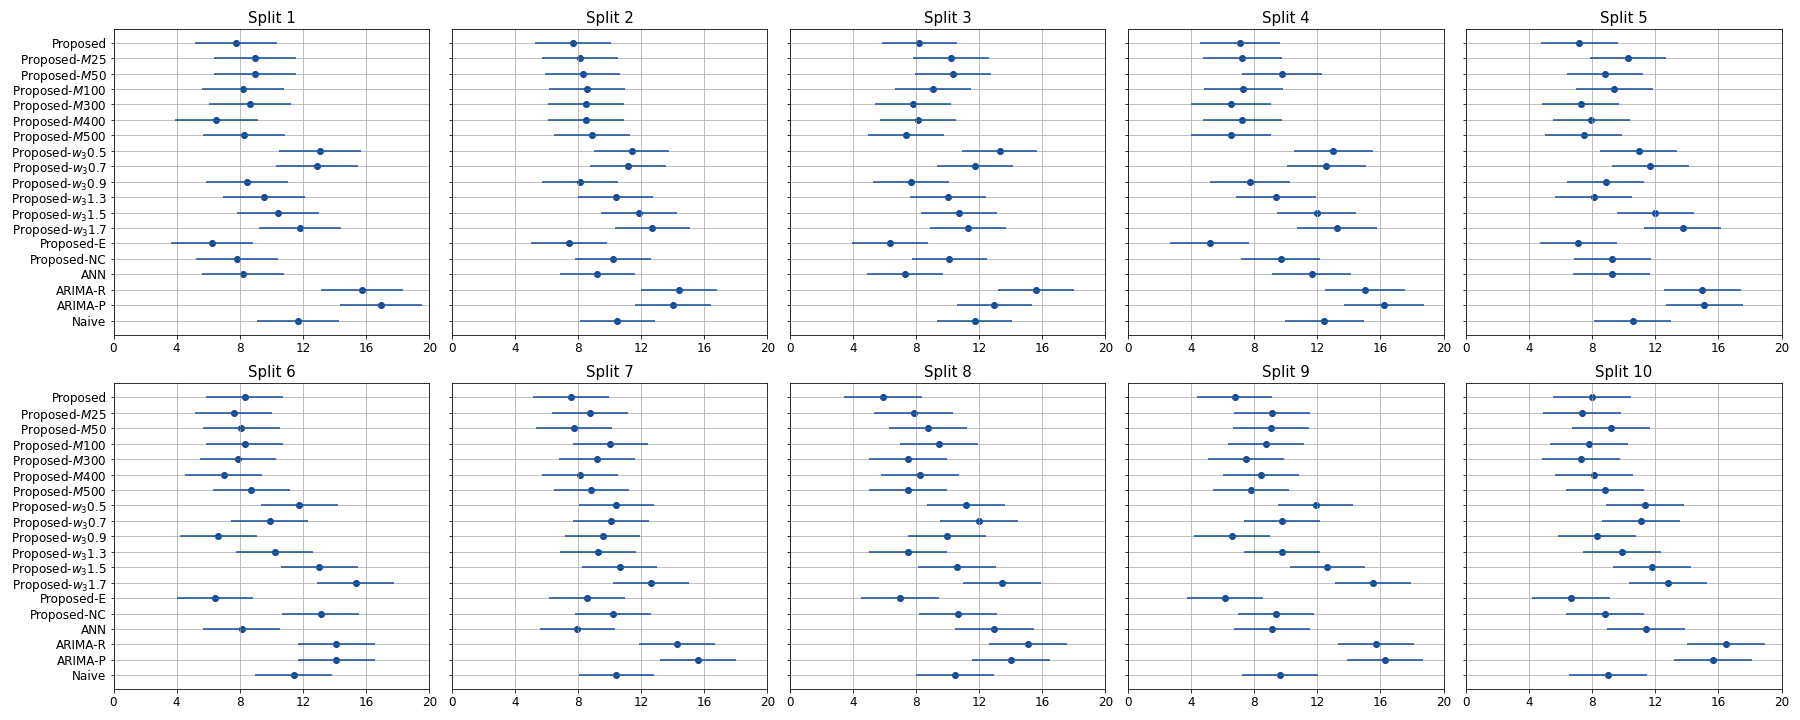 Split 1
Split 2
Split 3
Split 4
Split 5
Proposed
Proposed-M25
Proposed-M50
Proposed-M100
Proposed-M300
Proposed-M400
Proposed-M500
Proposed-w₃0.5
Proposed-w₃0.7
Proposed-w₃0.9
Proposed-w₃1.3
Proposed-w₃1.5
Proposed-w₃1.7
Proposed-E
Proposed-NC
ANN
ARIMA-R
ARIMA-P
Naive
0 4 8 12 16 20
0 4 8 12 16 20
0 4 8 12 16 20
0 4 8 12 16 20
0 4 8 12 16 20
Split 6
Split 7
Split 8
Split 9
Split 10
Proposed
Proposed-M25
Proposed-M50
Proposed-M100
Proposed-M300
Proposed-M400
Proposed-M500
Proposed-w₃0.5
Proposed-w₃0.7
Proposed-w₃0.9
Proposed-w₃1.3
Proposed-w₃1.5
Proposed-w₃1.7
Proposed-E
Proposed-NC
ANN
ARIMA-R
ARIMA-P
Naive
0 4 8 12 16 20
0 4 8 12 16 20
0 4 8 12 16 20
0 4 8 12 16 20
0 4 8 12 16 20